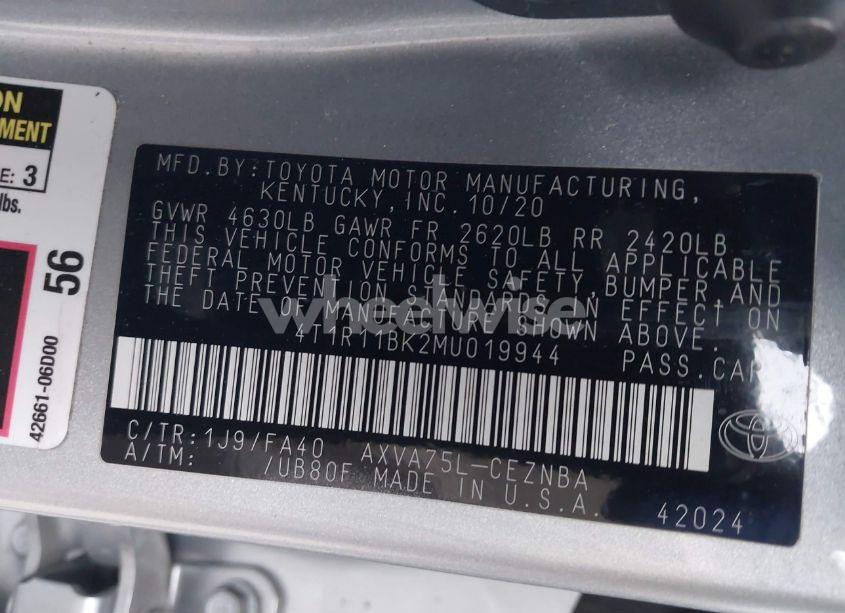 ON
EMENT
E: 3
lbs.
56
42661-06D00
MFD.BY:TOYOTA MOTOR MANUFACTURING,
KENTUCKY,INC.10/20
GVWR 4630LB GAWR FR 2620LB RR 2420LB
THIS VEHICLE CONFORMS TO ALL APPLICABLE
FEDERAL MOTOR VEHICLE SAFETY, BUMPER,AND
THEFT PREVENTION STANDARDS IN EFFECT ON
THE DATE OF MANUFACTURE SHOWN ABOVE.
wheelwise
4T1R11BK2MU019944 PASS.CAR
C/TR:1J9/FA40 AXVA75L-CEZNBA
A/TM: /UB80F MADE IN U.S.A.
42024